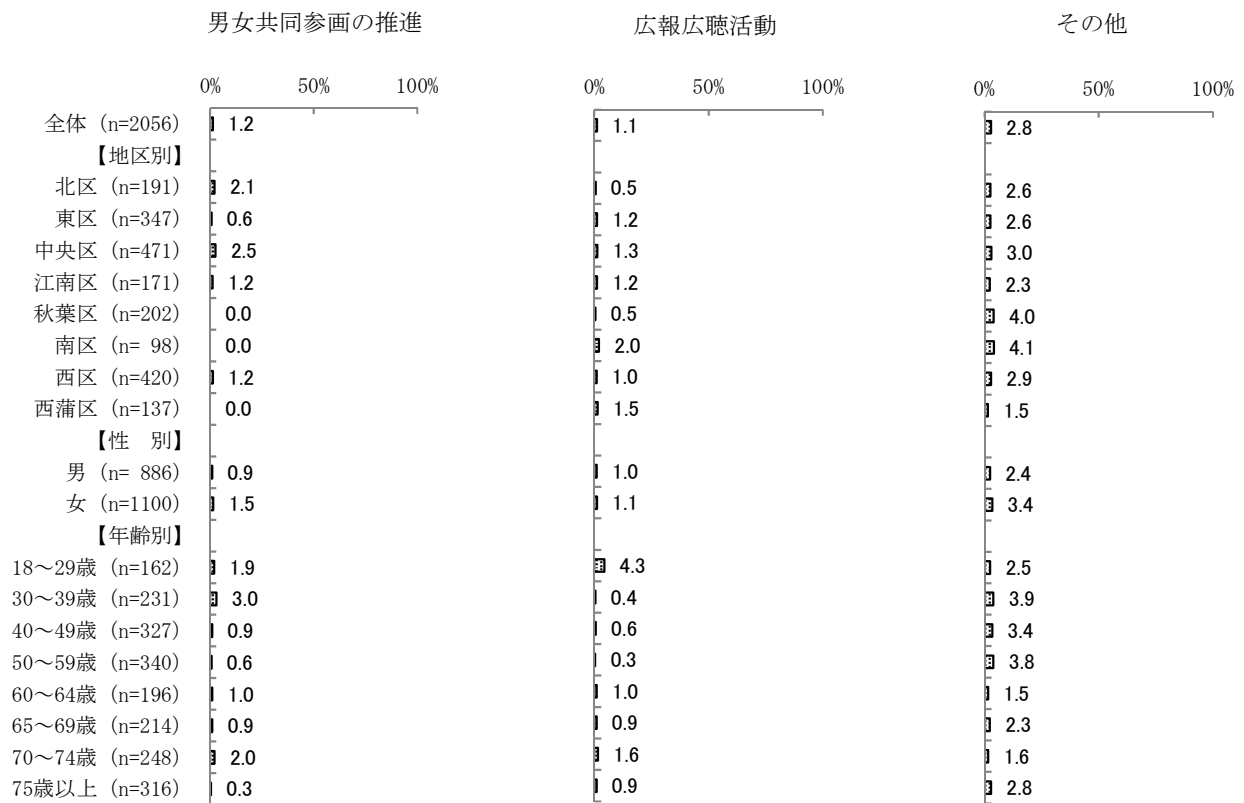 男女共同参画の推進 広報広聴活動 その他
0% 50% 100% 0% 50% 100% 0% 50% 100%
全体 (n=2056) 1.2 1.1 2.8
【地区別】
北区 (n=191) 2.1 0.5 2.6
東区 (n=347) 0.6 1.2 2.6
中央区 (n=471) 2.5 1.3 3.0
江南区 (n=171) 1.2 1.2 2.3
秋葉区 (n=202) 0.0 0.5 4.0
南区 (n= 98) 0.0 2.0 4.1
西区 (n=420) 1.2 1.0 2.9
西蒲区 (n=137) 0.0 1.5 1.5
【性　別】
男 (n= 886) 0.9 1.0 2.4
女 (n=1100) 1.5 1.1 3.4
【年齢別】
18～29歳 (n=162) 1.9 4.3 2.5
30～39歳 (n=231) 3.0 0.4 3.9
40～49歳 (n=327) 0.9 0.6 3.4
50～59歳 (n=340) 0.6 0.3 3.8
60～64歳 (n=196) 1.0 1.0 1.5
65～69歳 (n=214) 0.9 0.9 2.3
70～74歳 (n=248) 2.0 1.6 1.6
75歳以上 (n=316) 0.3 0.9 2.8